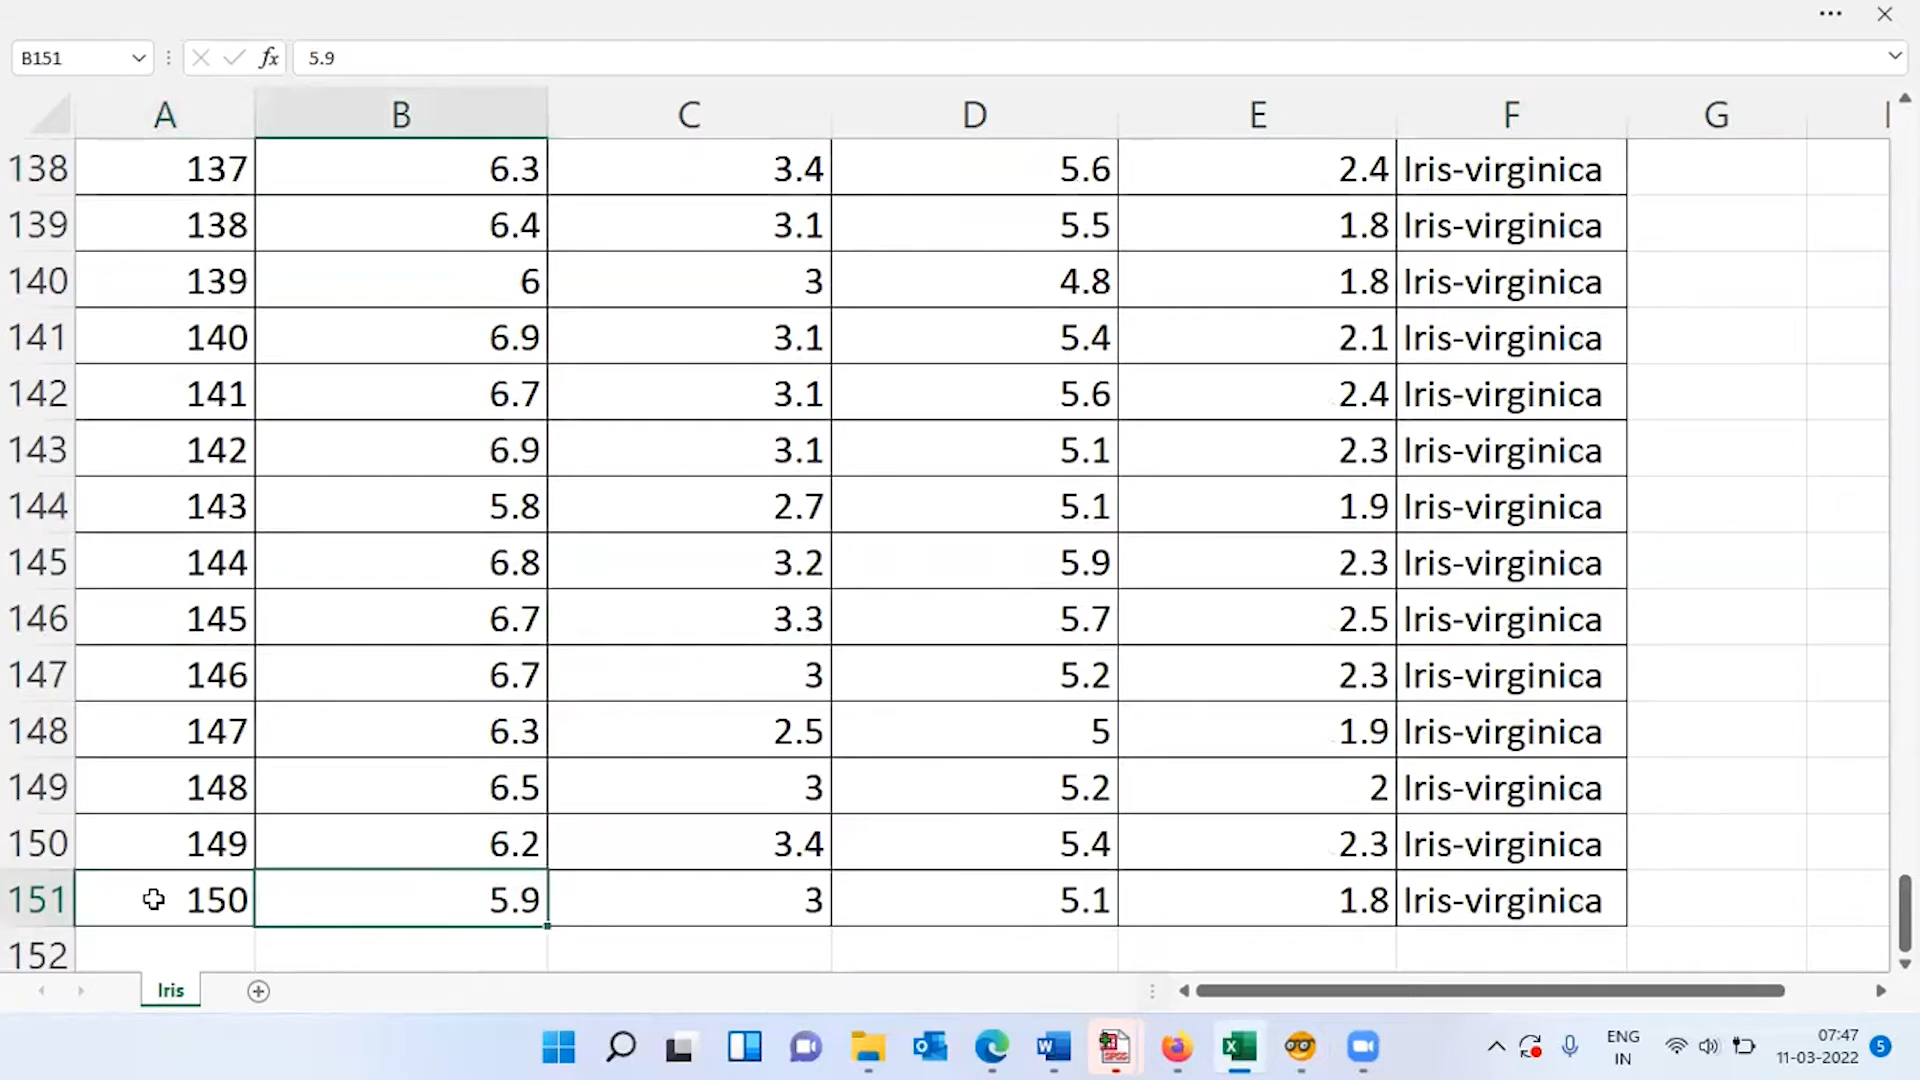 B151 fx 5.9
A B C D E F G
138 137 6.3 3.4 5.6 2.4 Iris-virginica
139 138 6.4 3.1 5.5 1.8 Iris-virginica
140 139 6 3 4.8 1.8 Iris-virginica
141 140 6.9 3.1 5.4 2.1 Iris-virginica
142 141 6.7 3.1 5.6 2.4 Iris-virginica
143 142 6.9 3.1 5.1 2.3 Iris-virginica
144 143 5.8 2.7 5.1 1.9 Iris-virginica
145 144 6.8 3.2 5.9 2.3 Iris-virginica
146 145 6.7 3.3 5.7 2.5 Iris-virginica
147 146 6.7 3 5.2 2.3 Iris-virginica
148 147 6.3 2.5 5 1.9 Iris-virginica
149 148 6.5 3 5.2 2 Iris-virginica
150 149 6.2 3.4 5.4 2.3 Iris-virginica
151 150 5.9 3 5.1 1.8 Iris-virginica
152
Iris
SPSS
ENG
IN
07:47
11-03-2022
5